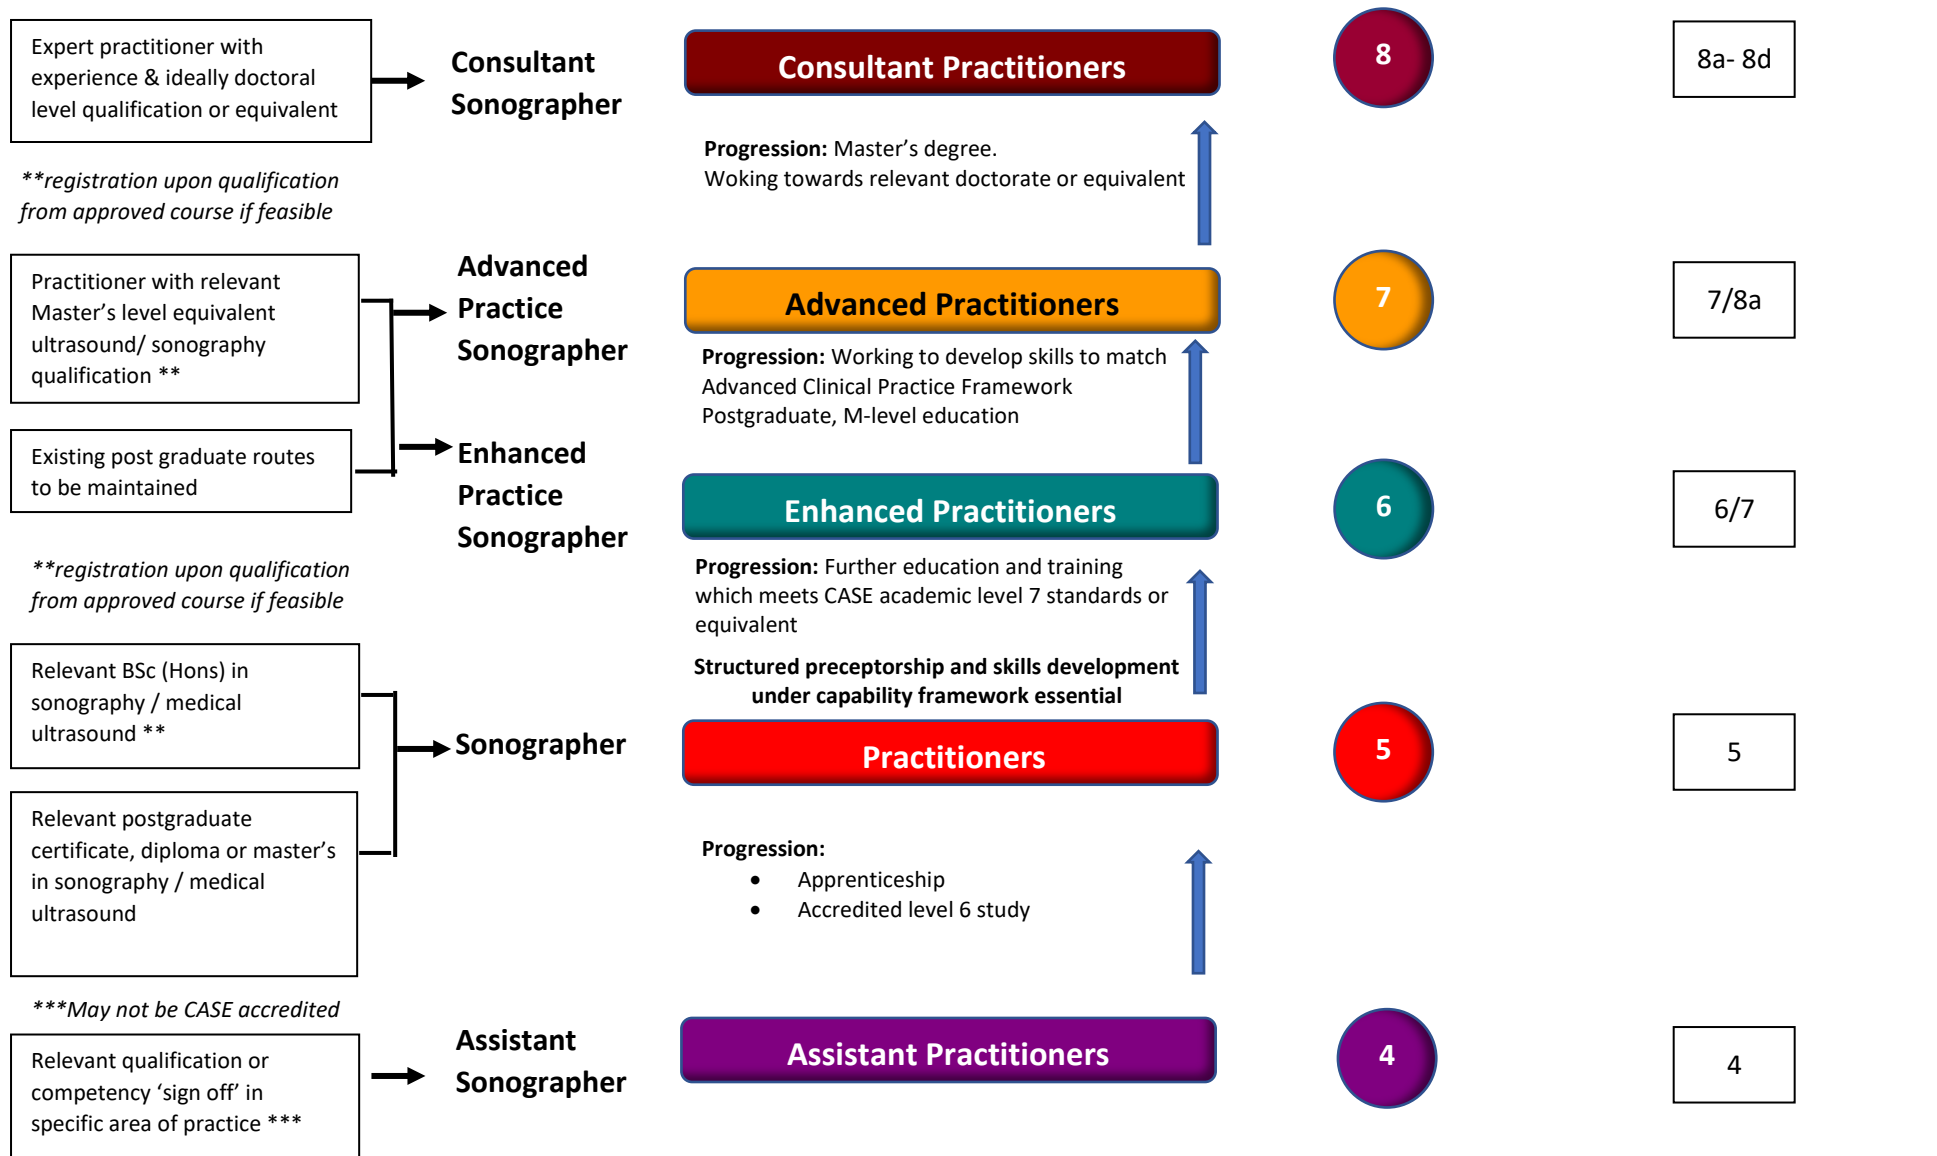 Expert practitioner with
experience & ideally doctoral
level qualification or equivalent
Consultant
Sonographer
Consultant Practitioners
8
8a- 8d
**registration upon qualification
from approved course if feasible
Progression: Master’s degree.
Woking towards relevant doctorate or equivalent
Practitioner with relevant
Master’s level equivalent
ultrasound/ sonography
qualification **
Advanced
Practice
Sonographer
Advanced Practitioners
7
7/8a
Progression: Working to develop skills to match
Advanced Clinical Practice Framework
Postgraduate, M-level education
Existing post graduate routes
to be maintained
Enhanced
Practice
Sonographer
Enhanced Practitioners
6
6/7
**registration upon qualification
from approved course if feasible
Progression: Further education and training
which meets CASE academic level 7 standards or
equivalent
Structured preceptorship and skills development
under capability framework essential
Relevant BSc (Hons) in
sonography / medical
ultrasound **
Sonographer
Practitioners
5
5
Relevant postgraduate
certificate, diploma or master’s
in sonography / medical
ultrasound
Progression:
• Apprenticeship
• Accredited level 6 study
***May not be CASE accredited
Relevant qualification or
competency ‘sign off’ in
specific area of practice ***
Assistant
Sonographer
Assistant Practitioners
4
4